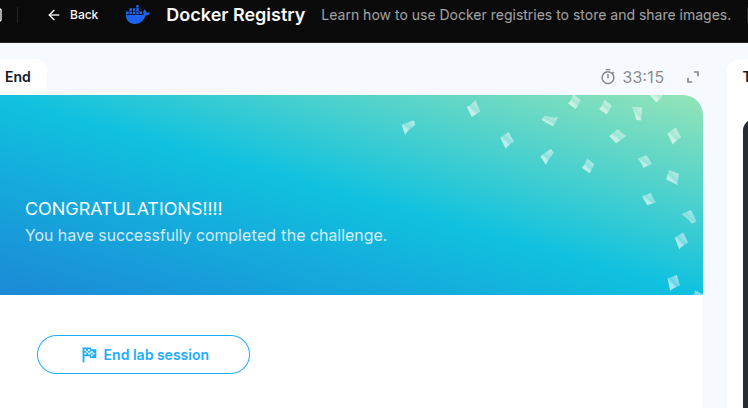 Back
Docker Registry
Learn how to use Docker registries to store and share images.
End
33:15
CONGRATULATIONS!!!!
You have successfully completed the challenge.
End lab session